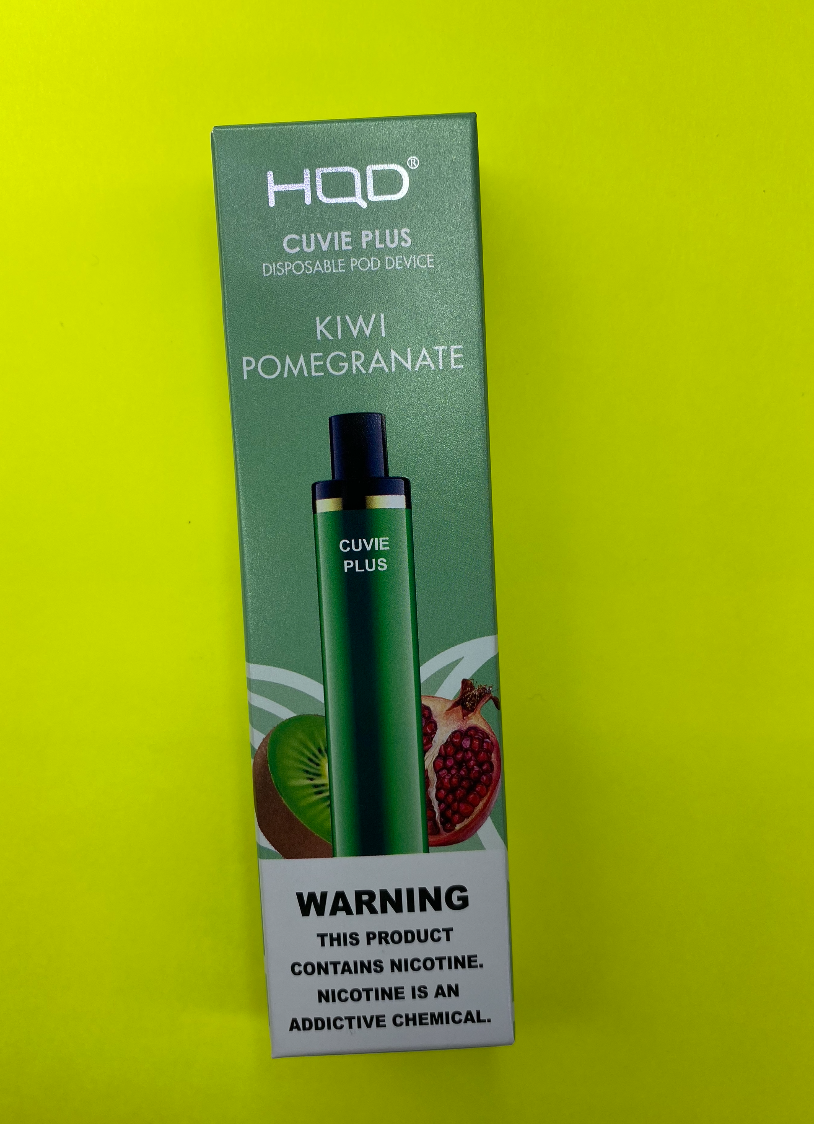 HQD®
CUVIE PLUS
DISPOSABLE POD DEVICE
KIWI
POMEGRANATE
CUVIE
PLUS
WARNING
THIS PRODUCT
CONTAINS NICOTINE.
NICOTINE IS AN
ADDICTIVE CHEMICAL.